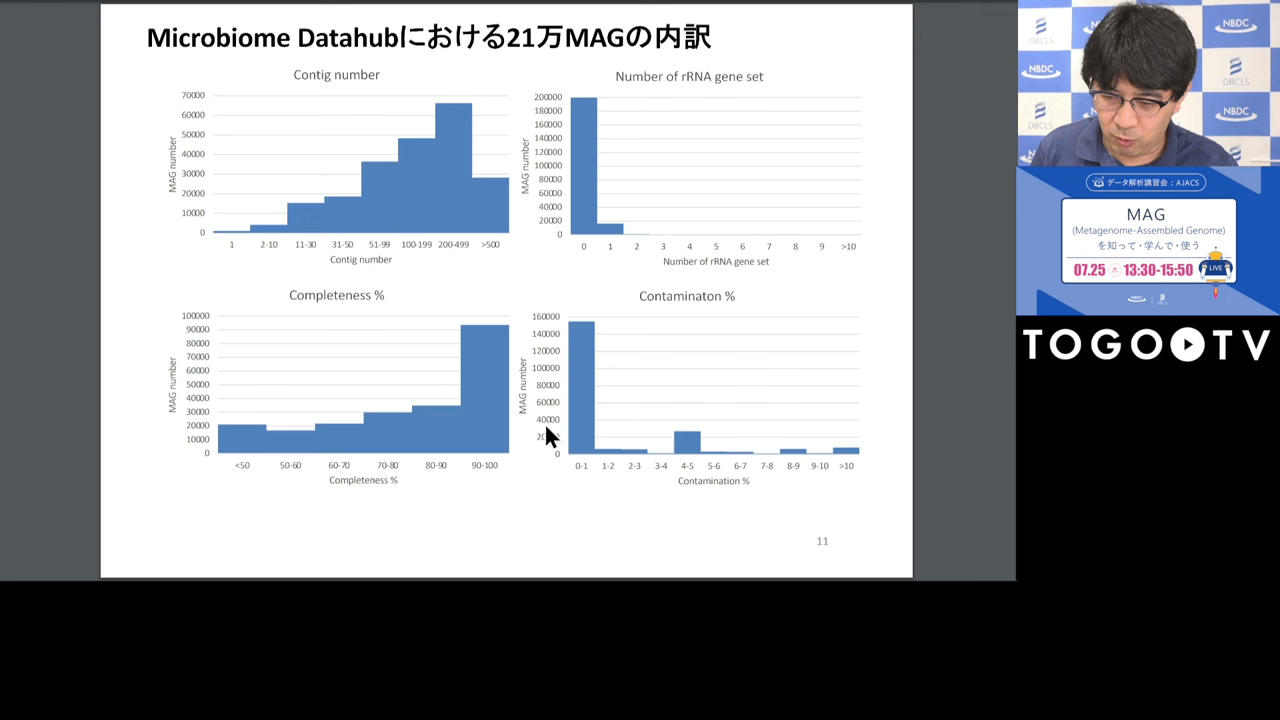 Microbiome Datahubにおける21万MAGの内訳
Contig number
70000
60000
50000
40000
30000
20000
10000
0
MAG number
1 2-10 11-30 31-50 51-99 100-199 200-499 >500
Contig number
Number of rRNA gene set
200000
180000
160000
140000
120000
100000
80000
60000
40000
20000
0
MAG number
0 1 2 3 4 5 6 7 8 9 >10
Number of rRNA gene set
Completeness %
100000
90000
80000
70000
60000
50000
40000
30000
20000
10000
0
MAG number
<50 50-60 60-70 70-80 80-90 90-100
Completeness %
Contaminaton %
160000
140000
120000
100000
80000
60000
40000
0
MAG number
0-1 1-2 2-3 3-4 4-5 5-6 6-7 7-8 8-9 9-10 >10
Contamination %
11
NBDC
DBCLS
NBDC
DBCLS
NBDC
DBCLS
データ解析講習会：AJACS
MAG
(Metagenome-Assembled Genome)
を知って・学んで・使う
07.25 木 13:30-15:50
LIVE
NBDC
DBCLS
TOGO TV